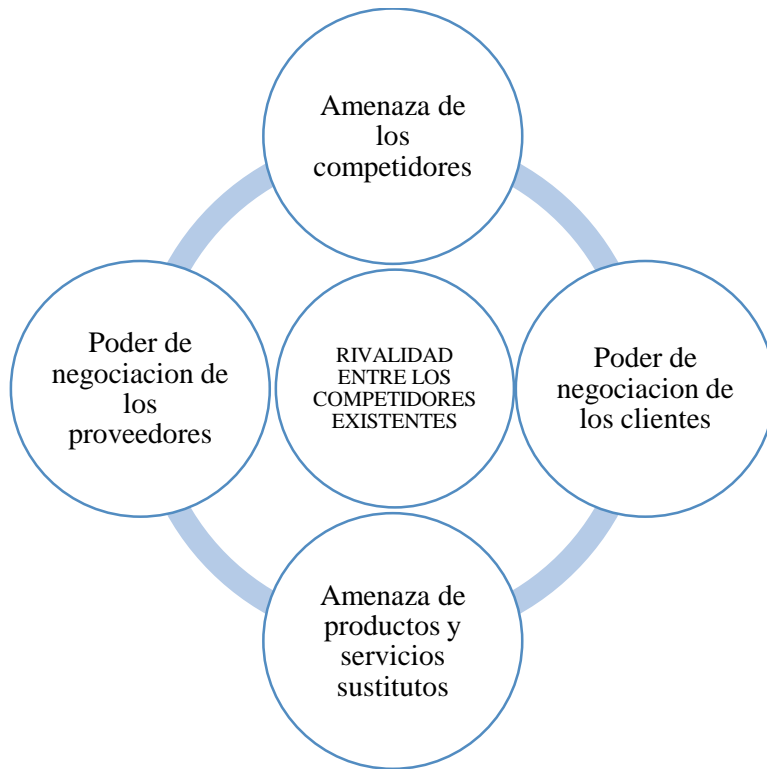 Amenaza de
los
competidores
Poder de
negociacion de
los
proveedores
RIVALIDAD
ENTRE LOS
COMPETIDORES
EXISTENTES
Poder de
negociacion de
los clientes
Amenaza de
productos y
servicios
sustitutos